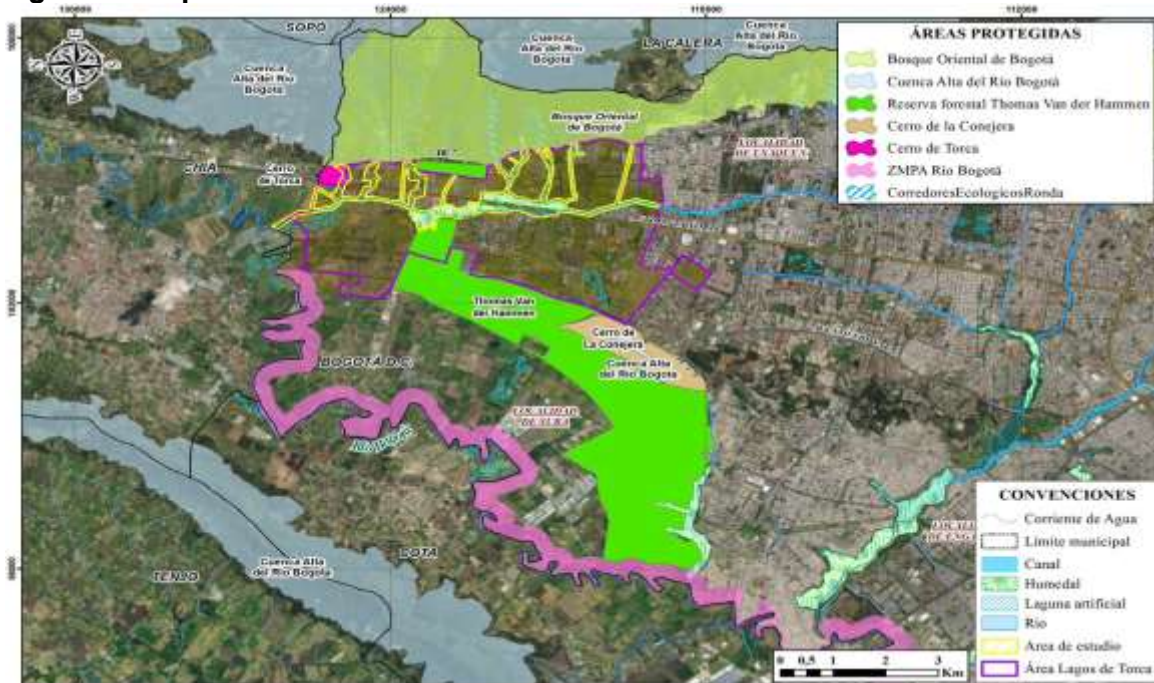 SOPÓ
Cuenca
Alta del Río
Bogotá
LA CALERA
Cuenca
Alta del Río
Bogotá
Cuenca
Alta del Río
Bogotá
Bosque Oriental
de Bogotá
CHIA
Cerro
de Torca
Thomas Van
der Hammen
Cerro de
La Conejera
Cuenca Alta
del Río Bogotá
BOGOTÁ D.C.
LOCALIDAD
DE SUBA
COTA
TENJO
Cuenca Alta
del Río Bogotá
ÁREAS PROTEGIDAS
Bosque Oriental de Bogotá
Cuenca Alta del Río Bogotá
Reserva forestal Thomas Van der Hammen
Cerro de la Conejera
Cerro de Torca
ZMPA Río Bogotá
CorredoresEcologicosRonda
CONVENCIONES
Corriente de Agua
Límite municipal
Canal
Humedal
Laguna artificial
Río
Area de estudio
Área Lagos de Torca
0 0,5 1 2 3
Km